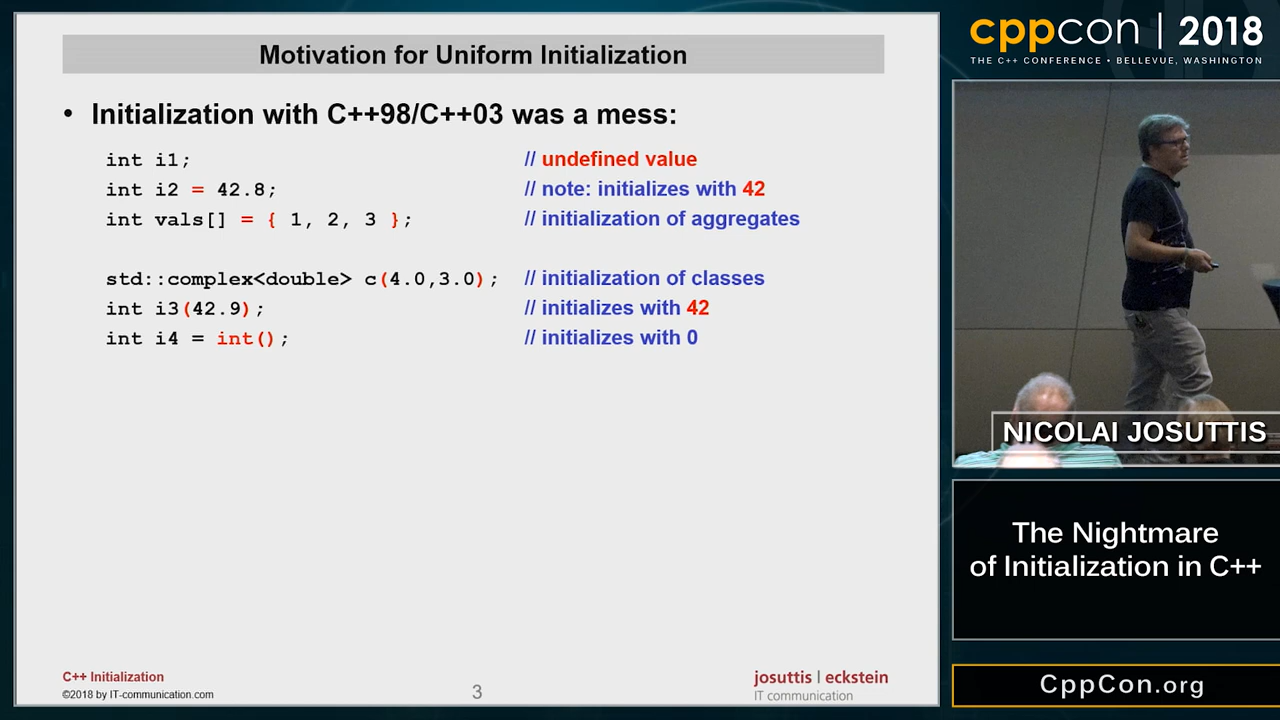 Motivation for Uniform Initialization
• Initialization with C++98/C++03 was a mess:
int i1; // undefined value
int i2 = 42.8; // note: initializes with 42
int vals[] = { 1, 2, 3 }; // initialization of aggregates
std::complex<double> c(4.0,3.0); // initialization of classes
int i3(42.9); // initializes with 42
int i4 = int(); // initializes with 0
C++ Initialization
©2018 by IT-communication.com
3
josuttis | eckstein
IT communication
cppcon | 2018
THE C++ CONFERENCE • BELLEVUE, WASHINGTON
NICOLAI JOSUTTIS
The Nightmare
of Initialization in C++
CppCon.org